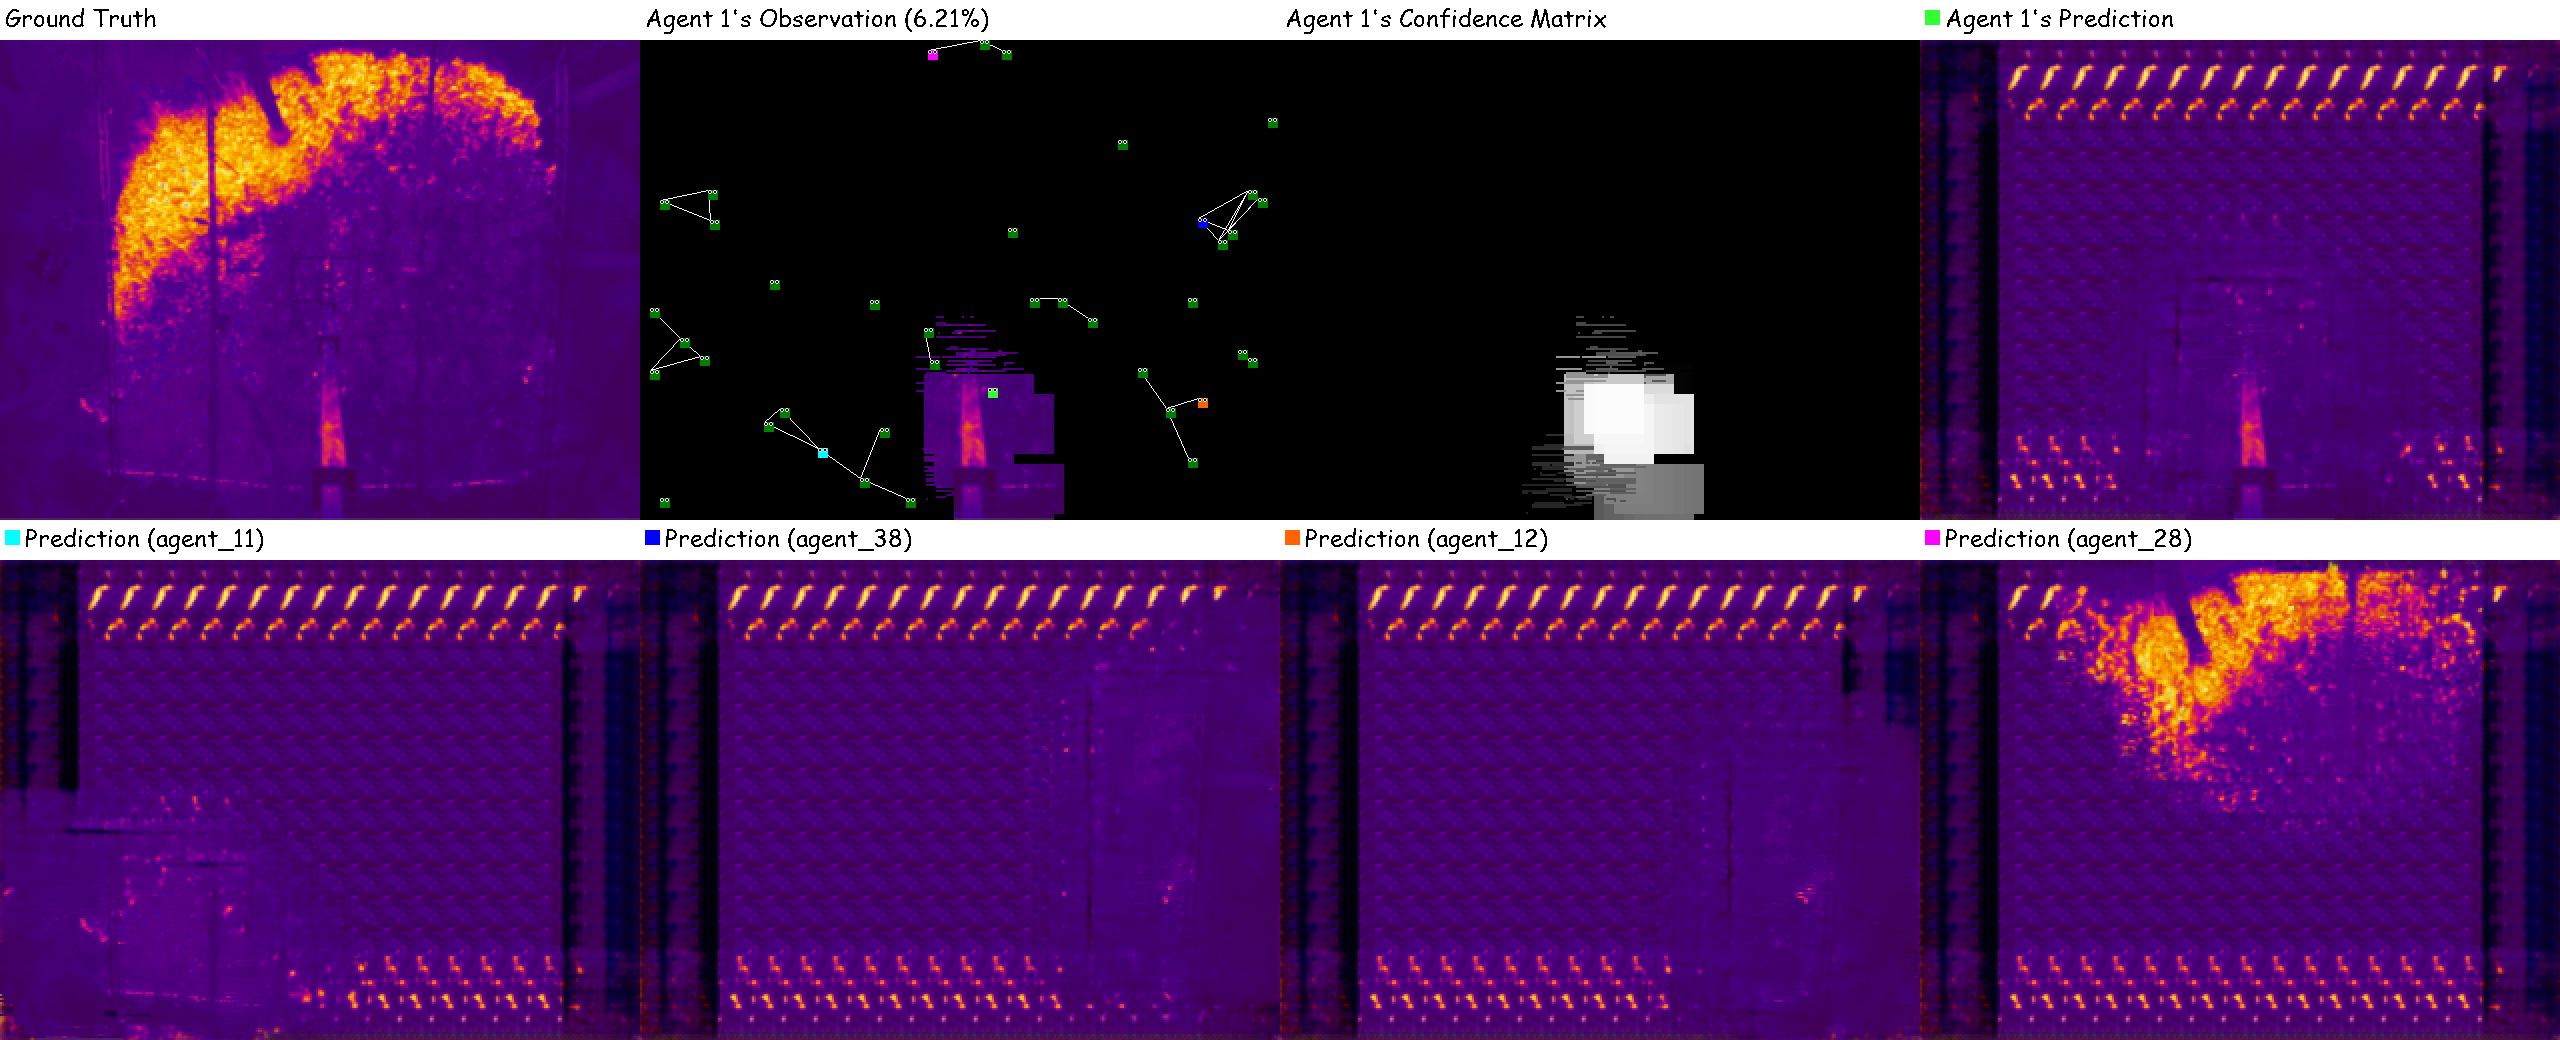 Ground Truth
Agent 1's Observation (6.21%)
Agent 1's Confidence Matrix
Agent 1's Prediction
Prediction (agent_11)
Prediction (agent_38)
Prediction (agent_12)
Prediction (agent_28)